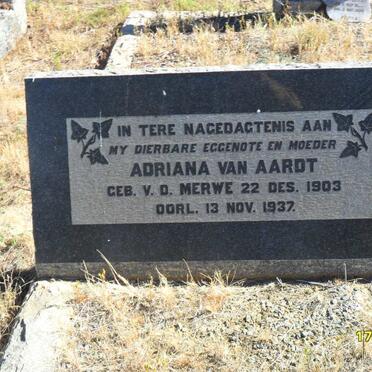 IN TERE NAGEDAGTENIS AAN
MY DIERBARE EGGENOTE EN MOEDER
ADRIANA VAN AARDT
GEB. V. D. MERWE 22 DES. 1903
OORL. 13 NOV. 1937.
17